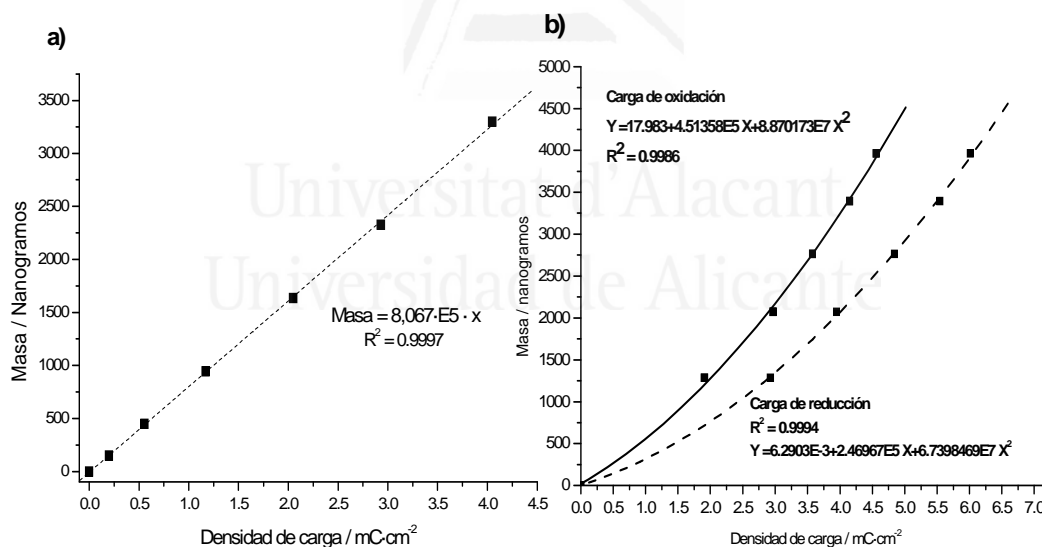 a)
3500
3000
2500
2000
1500
1000
500
0
Masa / Nanogramos
Masa = 8,067·E5 · x
R² = 0.9997
0.0 0.5 1.0 1.5 2.0 2.5 3.0 3.5 4.0 4.5
Densidad de carga / mC·cm⁻²
b)
5000
4500
4000
3500
3000
2500
2000
1500
1000
500
0
Masa / nanogramos
Carga de oxidación
Y =17.983+4.51358E5 X+8.870173E7 X²
R² = 0.9986
Carga de reducción
R² = 0.9994
Y =6.2903E-3+2.46967E5 X+6.7398469E7 X²
0.0 0.5 1.0 1.5 2.0 2.5 3.0 3.5 4.0 4.5 5.0 5.5 6.0 6.5 7.0
Densidad de carga / mC·cm⁻²
Universitat d'Alacant
Universidad de Alicante